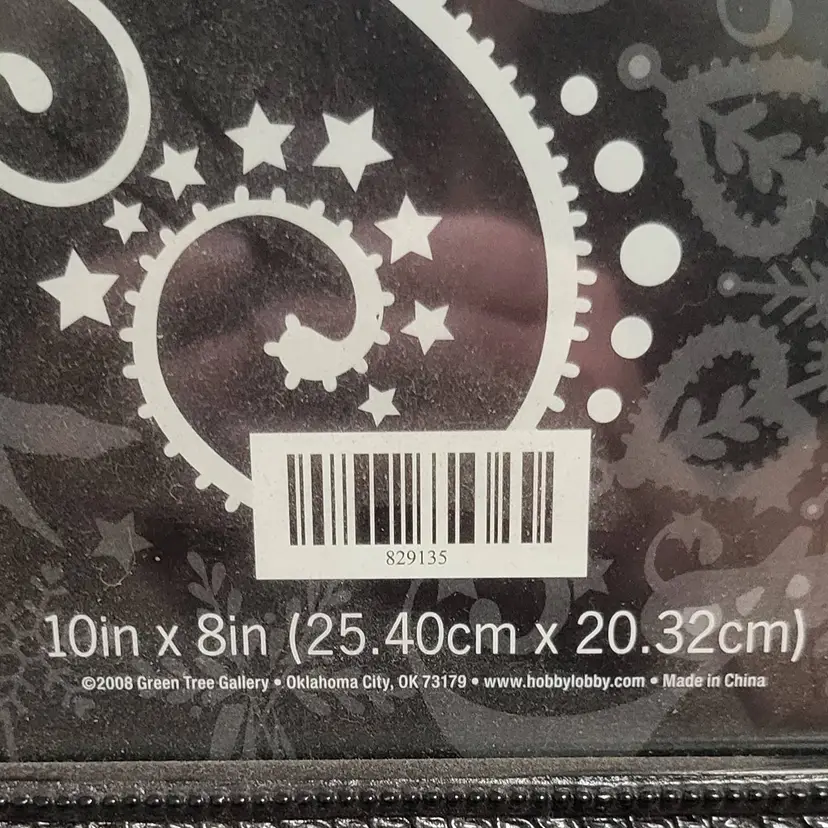 829135
10in x 8in (25.40cm x 20.32cm)
©2008 Green Tree Gallery • Oklahoma City, OK 73179 • www.hobbylobby.com • Made in China